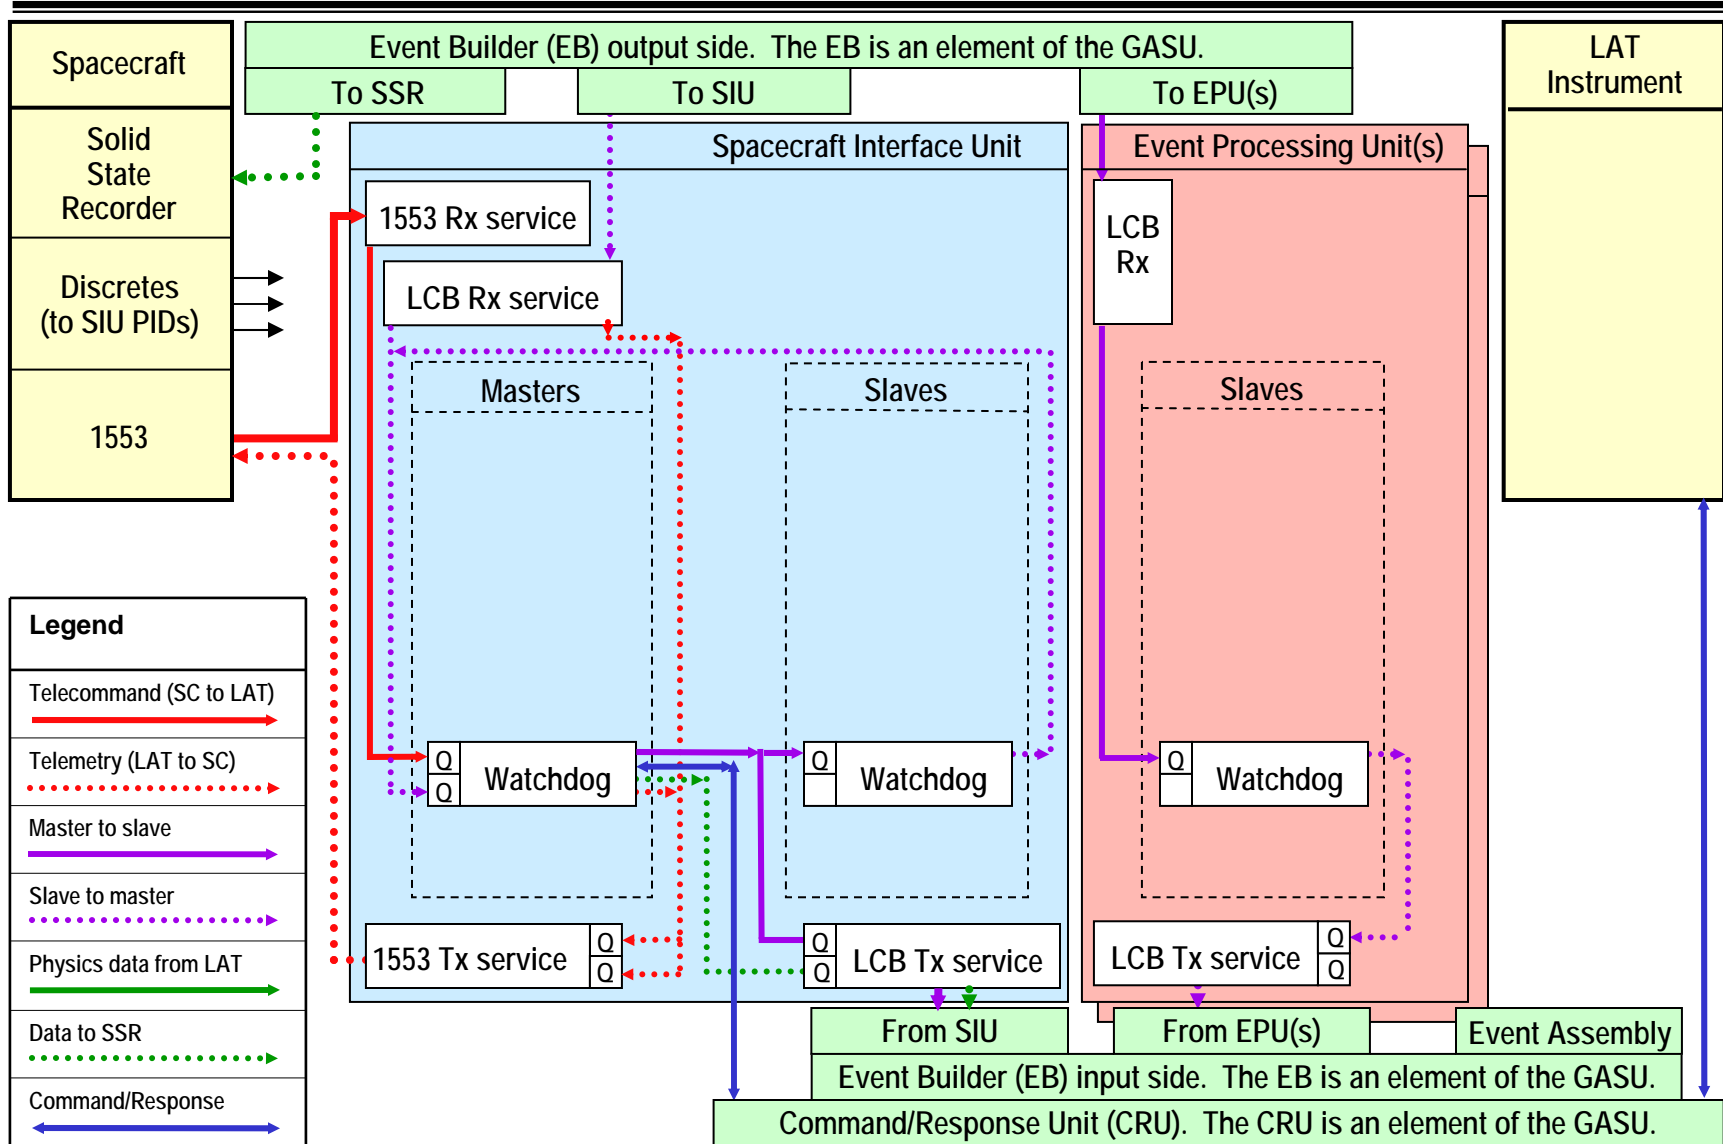 Event Builder (EB) output side.  The EB is an element of the GASU.
To SSR
To SIU
To EPU(s)
Spacecraft
Solid
State
Recorder
Discretes
(to SIU PIDs)
1553
LAT
Instrument
Spacecraft Interface Unit
1553 Rx service
LCB Rx service
Masters
Slaves
Q
Q
Watchdog
Q
Watchdog
1553 Tx service
Q
Q
Q
Q
LCB Tx service
Event Processing Unit(s)
LCB
Rx
Slaves
Q
Watchdog
LCB Tx service
Q
Q
Legend
Telecommand (SC to LAT)
Telemetry (LAT to SC)
Master to slave
Slave to master
Physics data from LAT
Data to SSR
Command/Response
From SIU
From EPU(s)
Event Assembly
Event Builder (EB) input side.  The EB is an element of the GASU.
Command/Response Unit (CRU).  The CRU is an element of the GASU.